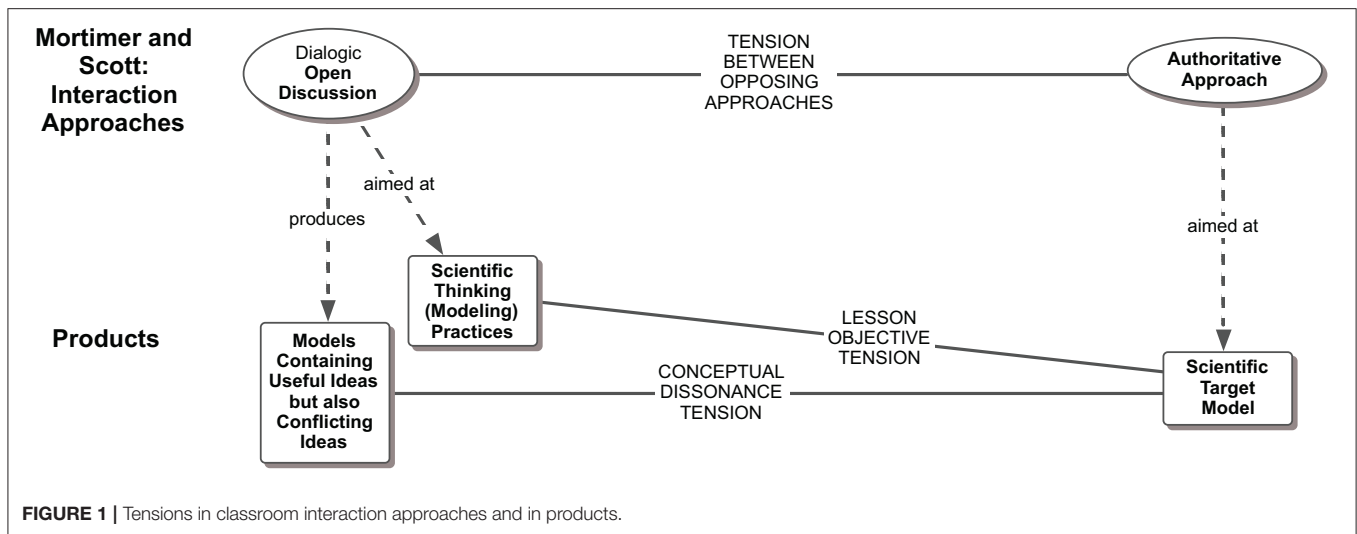 Mortimer and
Scott:
Interaction
Approaches
Dialogic
Open
Discussion
TENSION
BETWEEN
OPPOSING
APPROACHES
Authoritative
Approach
produces
aimed at
aimed at
Products
Models
Containing
Useful Ideas
but also
Conflicting
Ideas
Scientific
Thinking
(Modeling)
Practices
LESSON
OBJECTIVE
TENSION
CONCEPTUAL
DISSONANCE
TENSION
Scientific
Target
Model
FIGURE 1 | Tensions in classroom interaction approaches and in products.